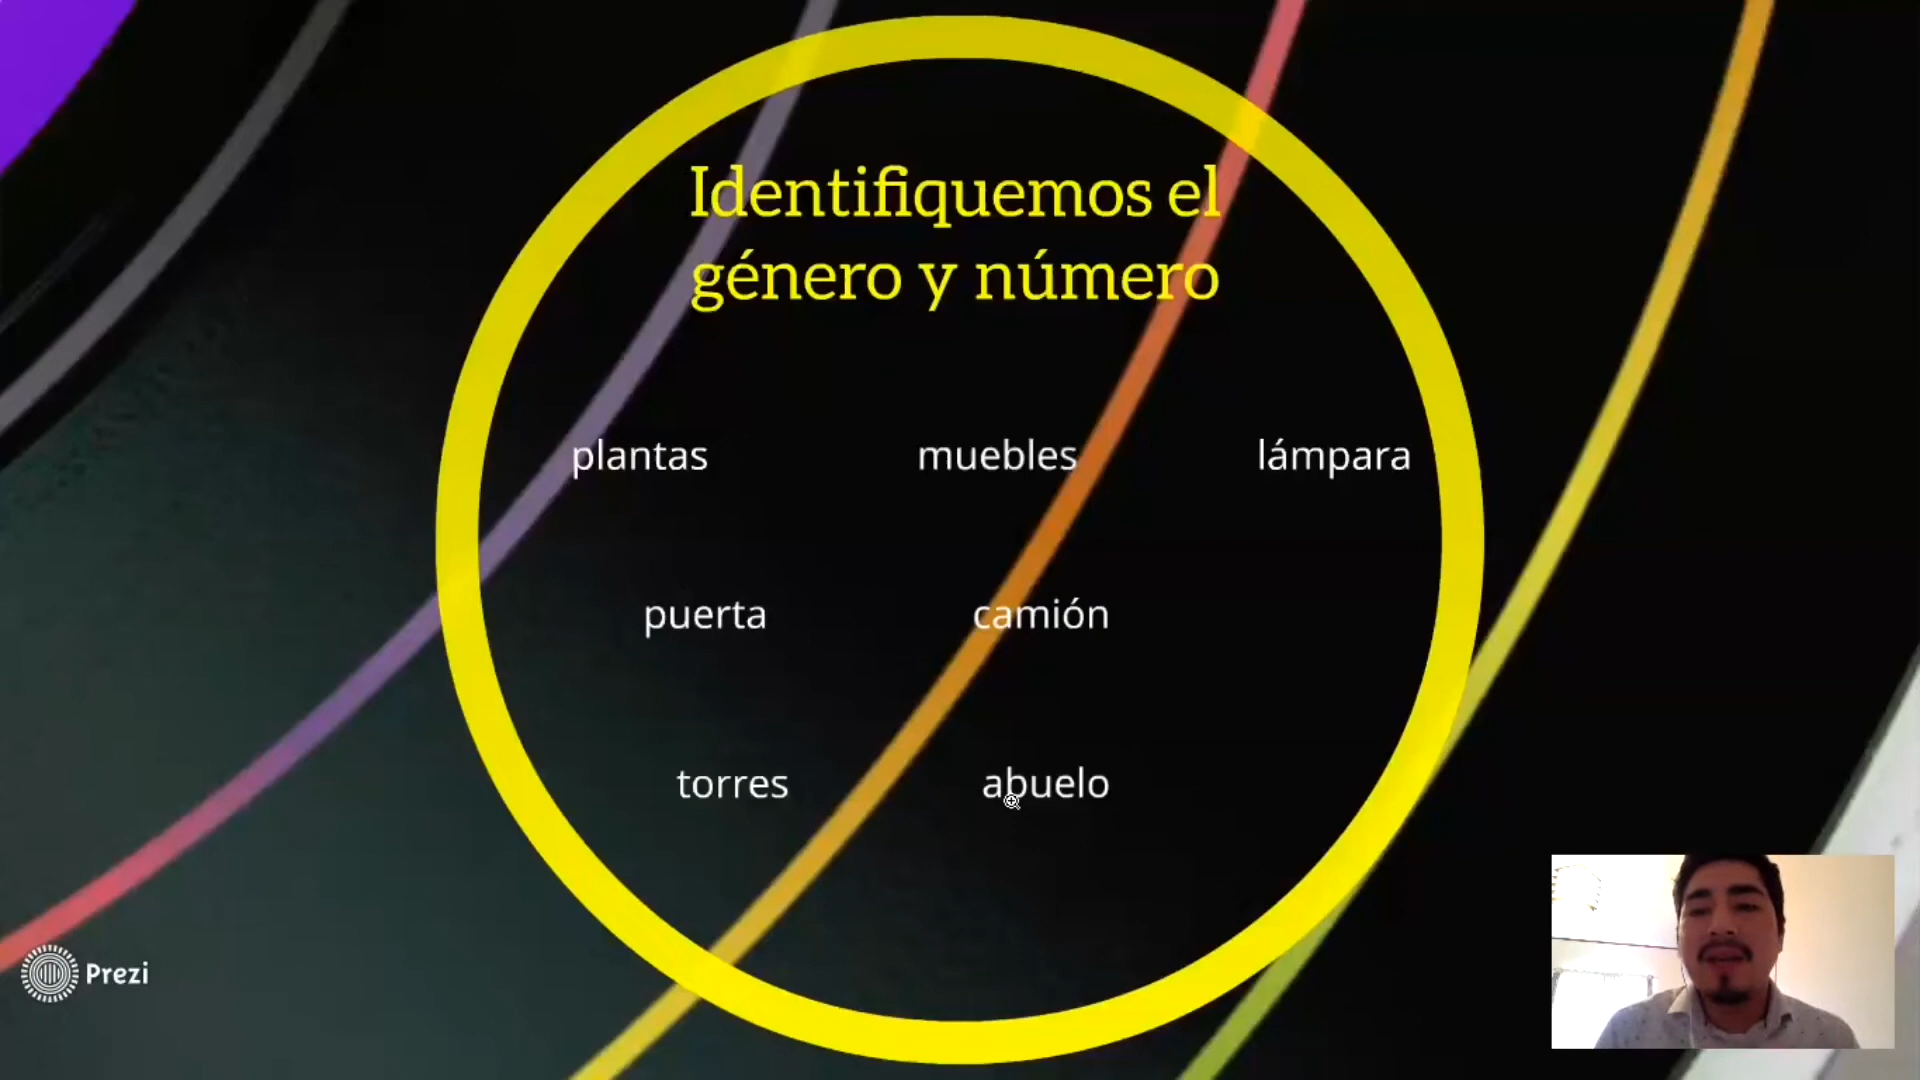 Identifiquemos el
género y número
plantas muebles lámpara
puerta camión
torres abuelo
Prezi